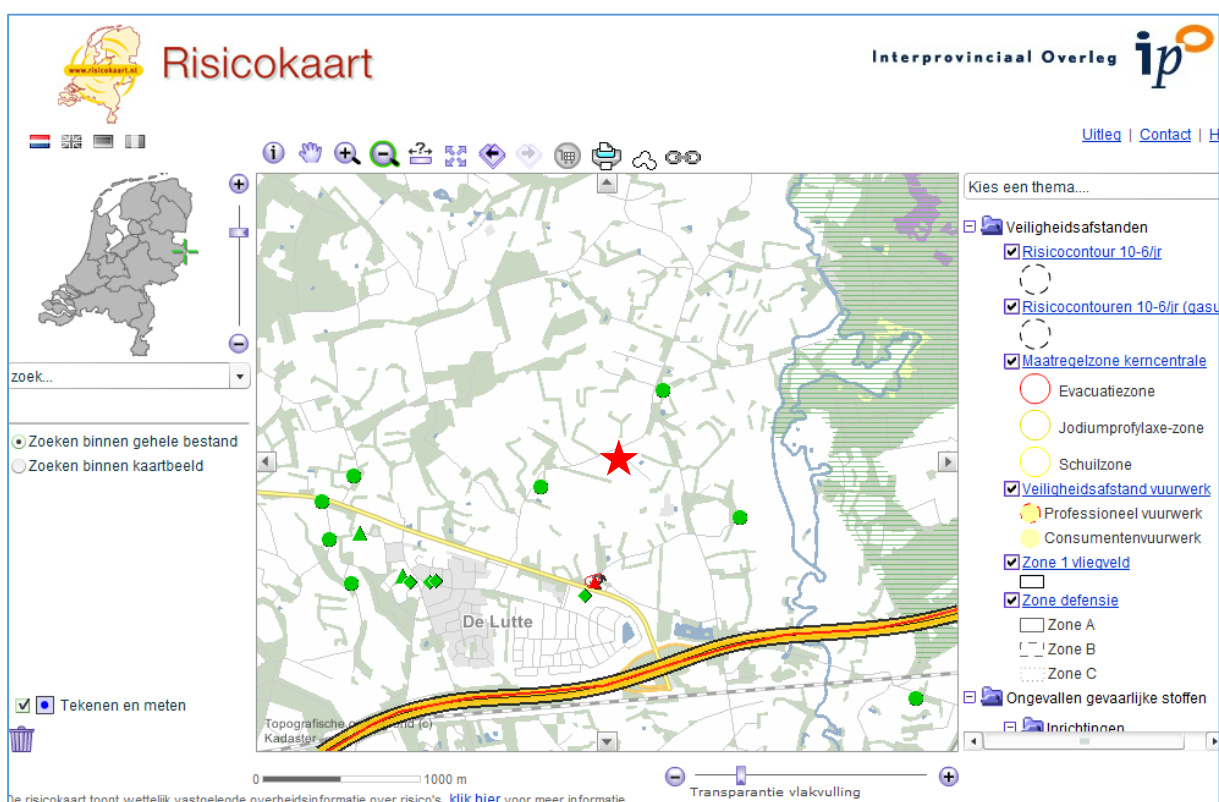 www.risicokaart.nl
Risicokaart
Interprovinciaal Overleg
ip
Uitleg | Contact | H
i
zoek...
Zoeken binnen gehele bestand
Zoeken binnen kaartbeeld
Tekenen en meten
De Lutte
Topografische
(c)
Kadaster
0 1000 m
Transparantie vlakvulling
De risicokaart toont wettelijk vastgelegde overheidsinformatie over risico's. klik hier voor meer informatie
Kies een thema....
Veiligheidsafstanden
Risicocontour 10-6/jr
Risicocontouren 10-6/jr (gasu
Maatregelzone kerncentrale
Evacuatiezone
Jodiumprofylaxe-zone
Schuilzone
Veiligheidsafstand vuurwerk
Professioneel vuurwerk
Consumentenvuurwerk
Zone 1 vliegveld
Zone defensie
Zone A
Zone B
Zone C
Ongevallen gevaarlijke stoffen
Inrichtingen